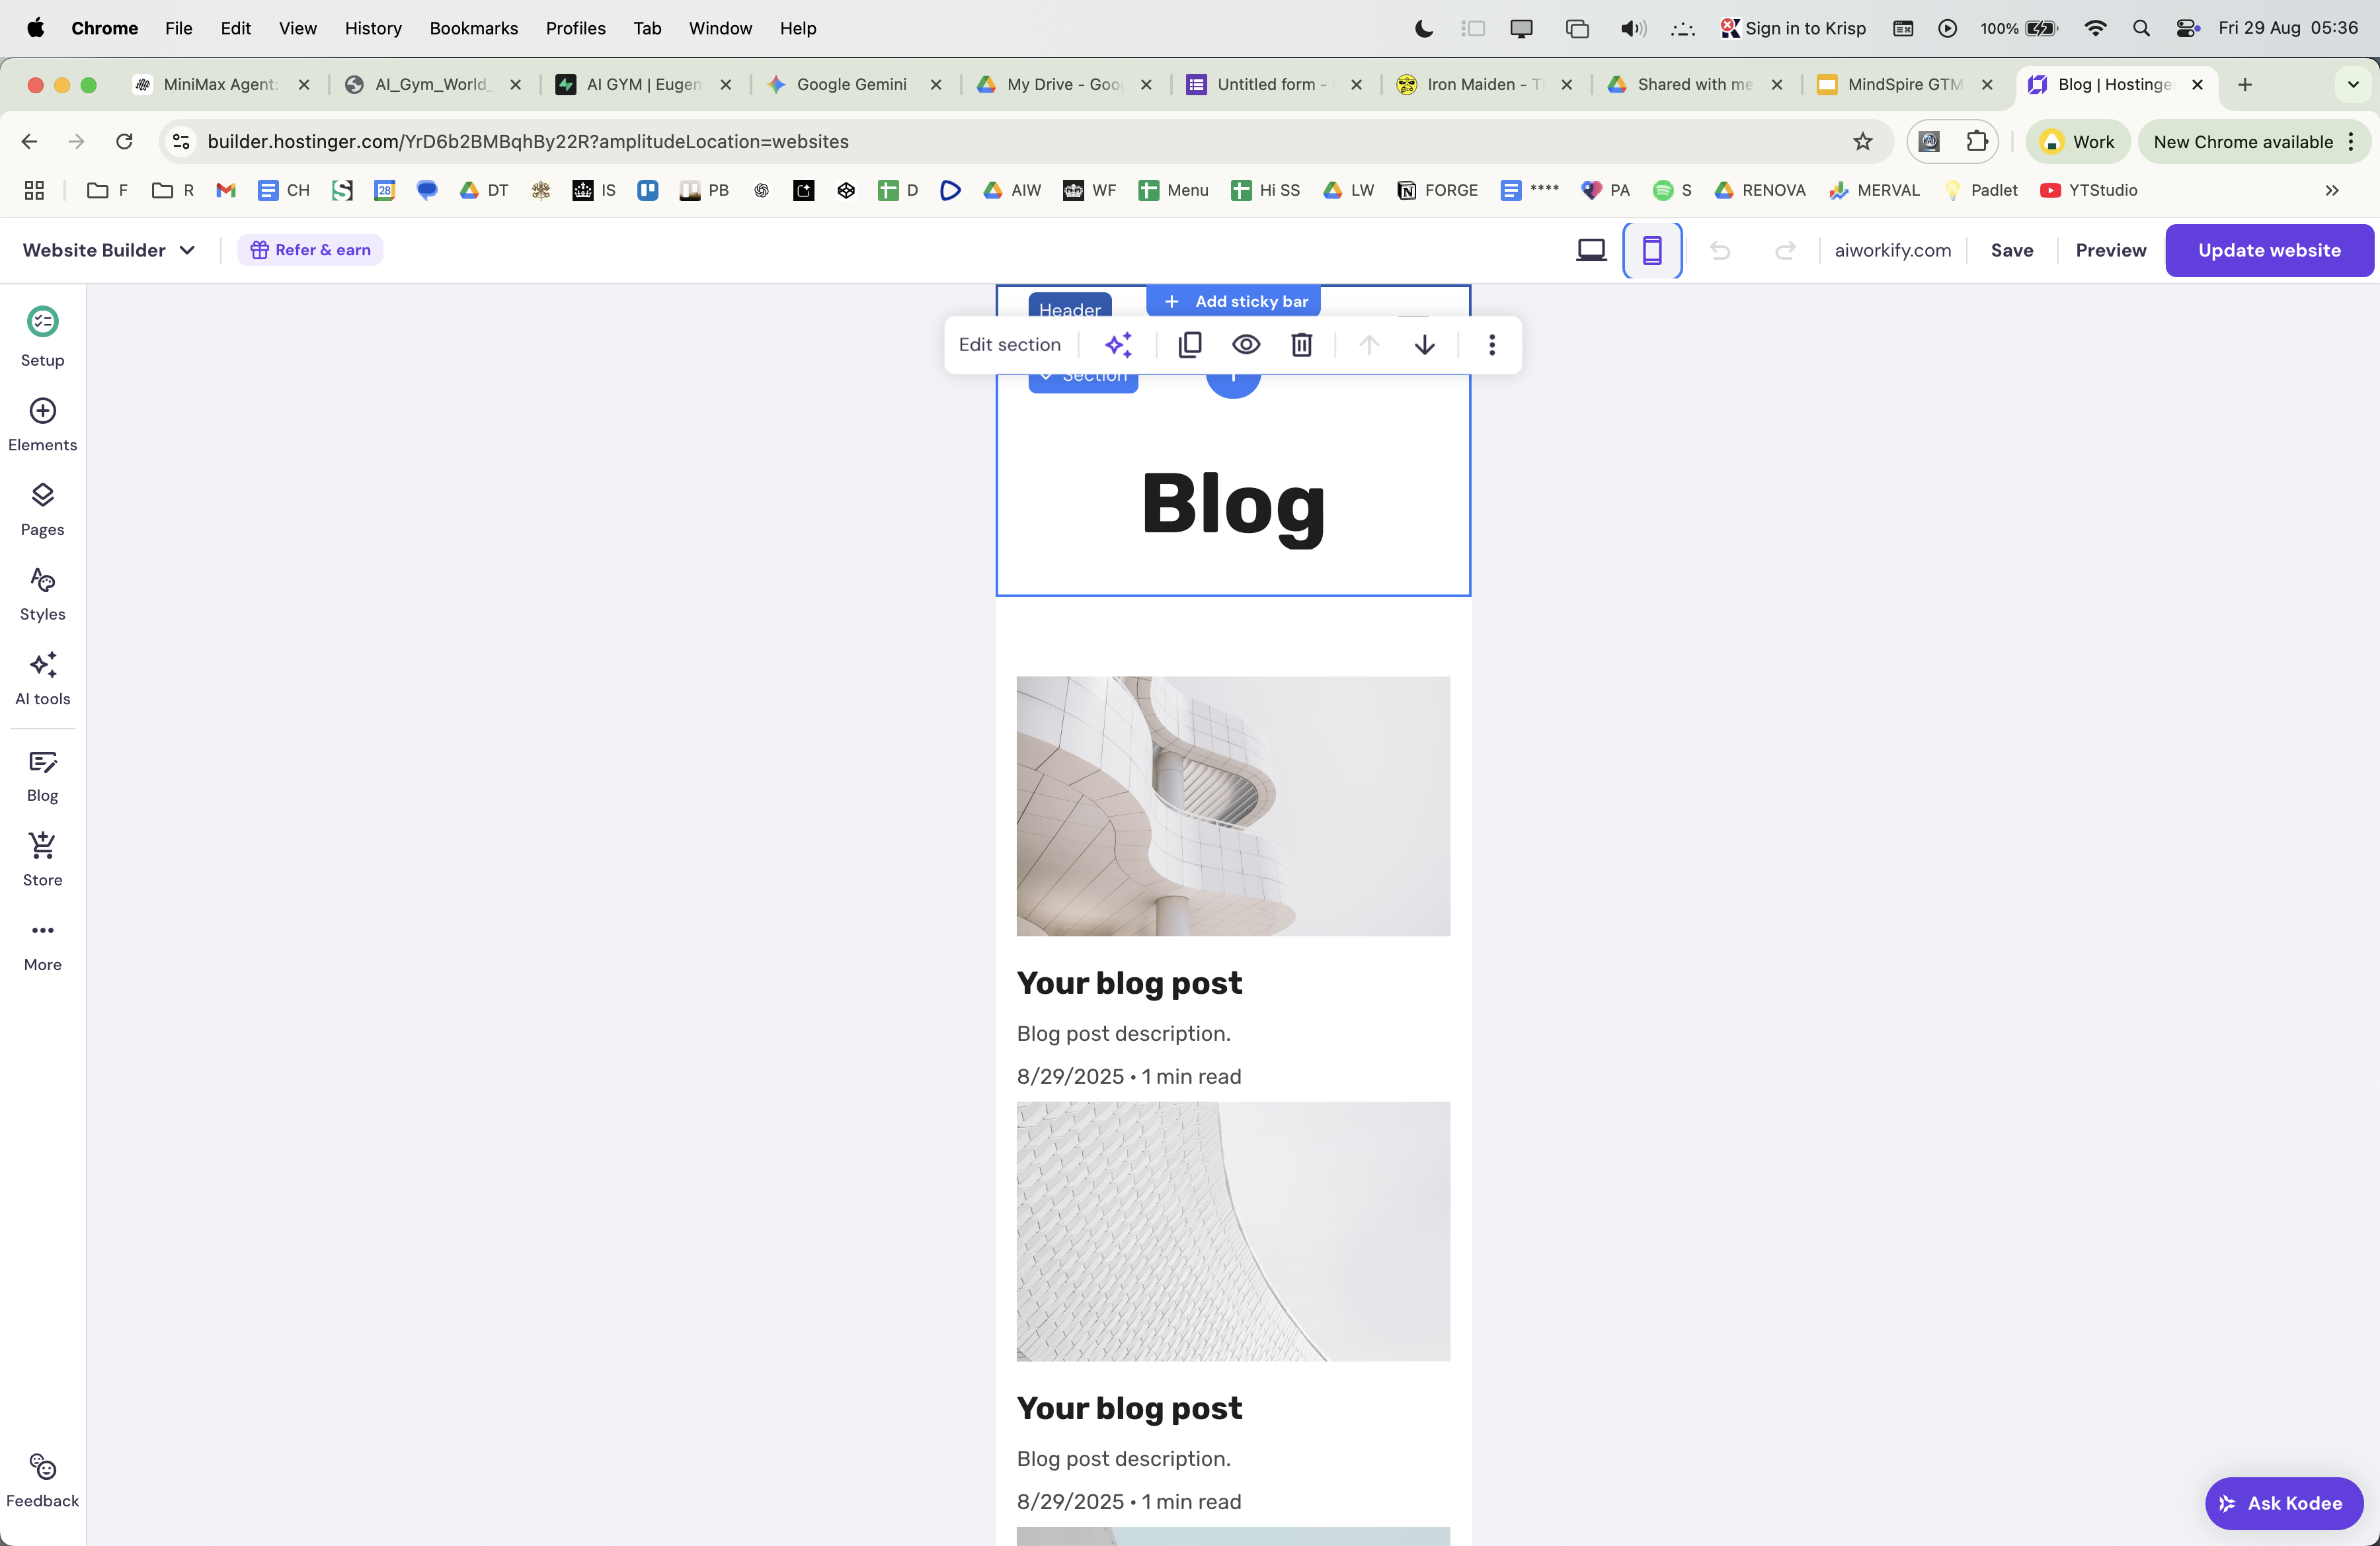 Chrome File Edit View History Bookmarks Profiles Tab Window Help Sign in to Krisp 100% Fri 29 Aug 05:36
MiniMax Agent: AI_Gym_World_ AI GYM | Eugen Google Gemini My Drive - Goo Untitled form - Iron Maiden - T Shared with me MindSpire GTM Blog | Hostinge
builder.hostinger.com/YrD6b2BMBqhBy22R?amplitudeLocation=websites Work New Chrome available
F R CH 28 DT IS PB D AIW WF Menu Hi SS LW FORGE **** PA S RENOVA MERVAL Padlet YTStudio
Website Builder Refer & earn aiworkify.com Save Preview Update website
Header Add sticky bar
Edit section
Section
Setup
Elements
Pages
Styles
AI tools
Blog
Store
More
Feedback
Blog
Your blog post
Blog post description.
8/29/2025 • 1 min read
Your blog post
Blog post description.
8/29/2025 • 1 min read
Ask Kodee